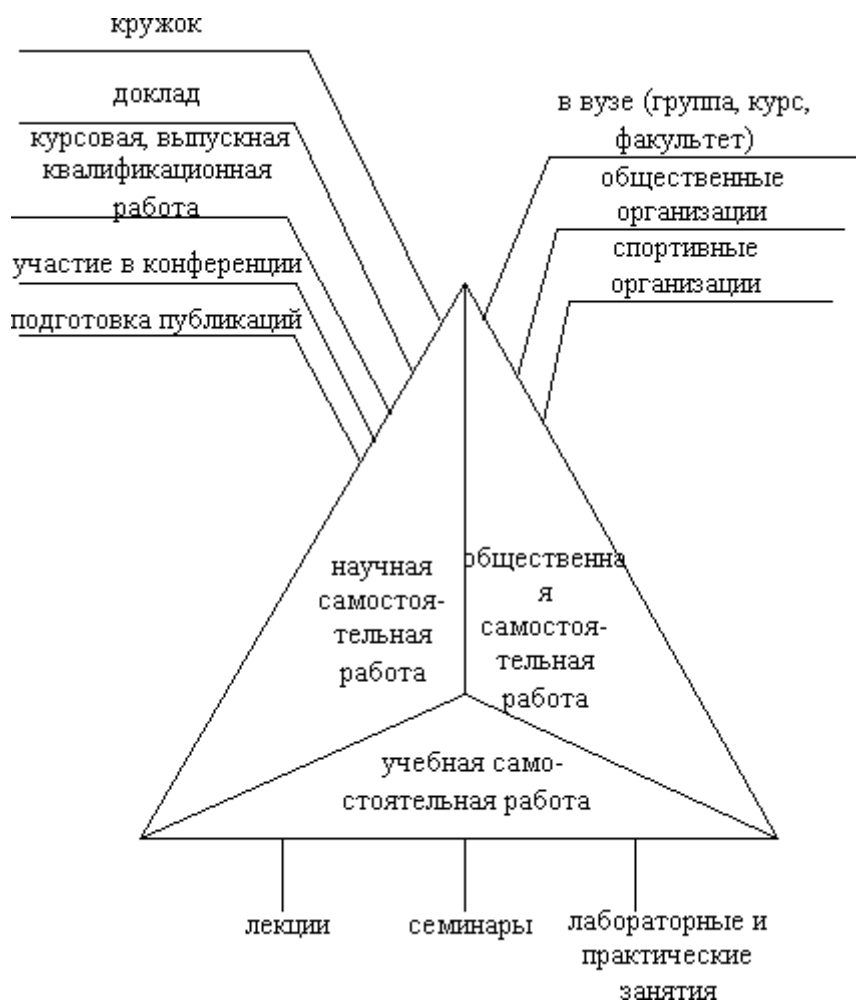 кружок
доклад
курсовая, выпускная
квалификационная
работа
участие в конференции
подготовка публикаций
в вузе (группа, курс,
факультет)
общественные
организации
спортивные
организации
научная
самостоя-
тельная
работа
общественна
я
самостоя-
тельная
работа
учебная само-
стоятельная работа
лекции
семинары
лабораторные и
практические
занятия